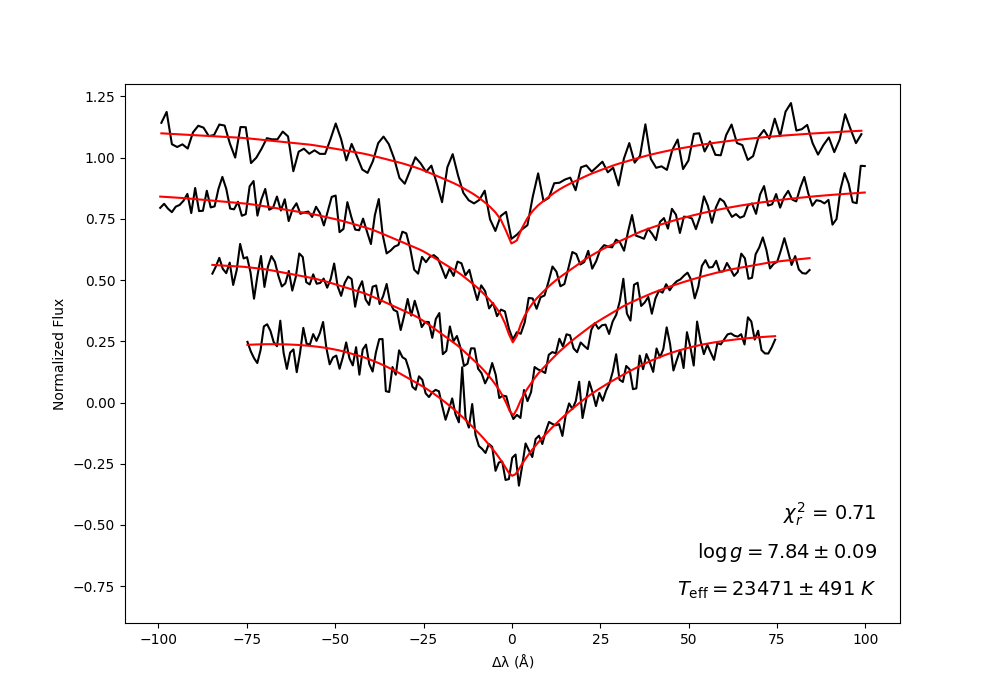 1.25
1.00
0.75
0.50
0.25
0.00
−0.25
−0.50
−0.75
Normalized Flux
χ²ᵣ = 0.71
log g = 7.84 ± 0.09
T_eff = 23471 ± 491 K
−100 −75 −50 −25 0 25 50 75 100
Δλ (Å)